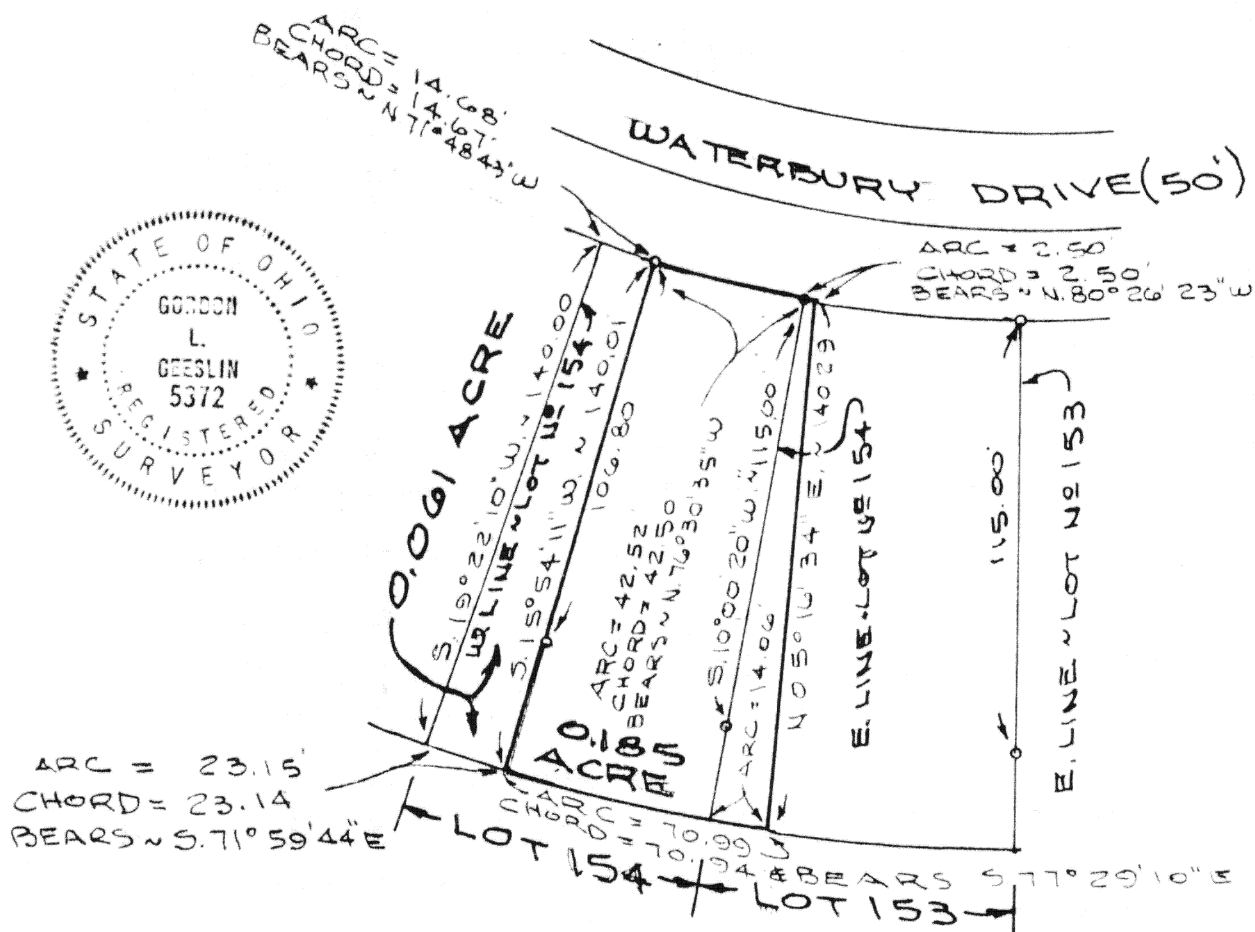 ARC = 14.68'
CHORD = 14.67'
BEARS ~ N 71°48'43" W
WATERBURY DRIVE (50')
ARC = 2.50'
CHORD = 2.50'
BEARS ~ N. 80° 26' 23" W
STATE OF OHIO
GORDON
L.
GEESLIN
5372
REGISTERED
SURVEYOR
0.061 ACRE
S. 19° 22' 10" W. ~ 140.00
LINE ~ LOT Nº 154
S. 15° 54' 11" W. ~ 140.01
106.80
ARC = 42.52'
CHORD = 42.50
BEARS ~ N. 76° 30' 35" W
S. 10° 00' 20" W. ~ 115.00
ARC = 14.06'
N 05° 16' 34" E. ~ 140.29
E. LINE ~ LOT Nº 154
115.00'
E. LINE ~ LOT Nº 153
0.185
ACRE
ARC = 23.15'
CHORD = 23.14
BEARS ~ S. 71° 59' 44" E
ARC = 70.99
CHORD = 70.94 & BEARS S 77° 29' 10" E
LOT 154
LOT 153